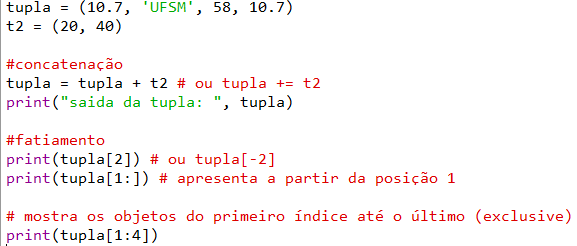 tupla = (10.7, 'UFSM', 58, 10.7)
t2 = (20, 40)
#concatenação
tupla = tupla + t2 # ou tupla += t2
print("saida da tupla: ", tupla)
#fatiamento
print(tupla[2]) # ou tupla[-2]
print(tupla[1:]) # apresenta a partir da posição 1
# mostra os objetos do primeiro índice até o último (exclusive)
print(tupla[1:4])